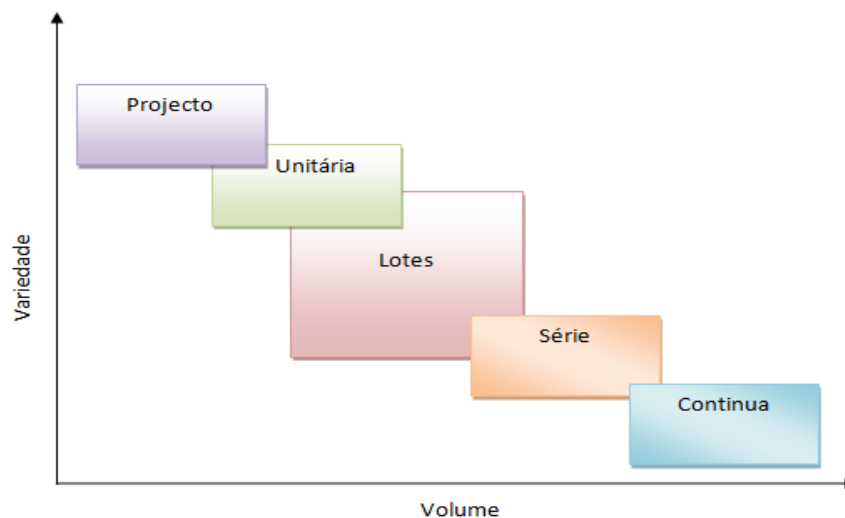 Projecto
Unitária
Lotes
Série
Continua
Variedade
Volume